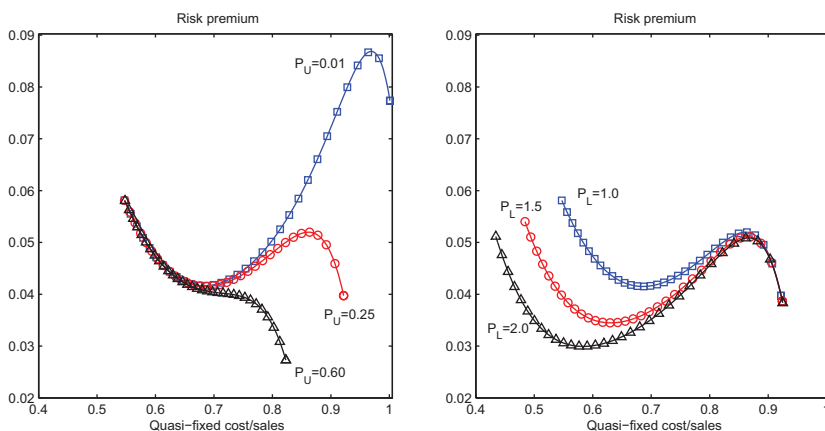 Risk premium
0.09
0.08
0.07
0.06
0.05
0.04
0.03
0.02
0.4 0.5 0.6 0.7 0.8 0.9 1
Quasi−fixed cost/sales
P_U=0.01
P_U=0.25
P_U=0.60
Risk premium
0.09
0.08
0.07
0.06
0.05
0.04
0.03
0.02
0.4 0.5 0.6 0.7 0.8 0.9 1
Quasi−fixed cost/sales
P_L=1.0
P_L=1.5
P_L=2.0